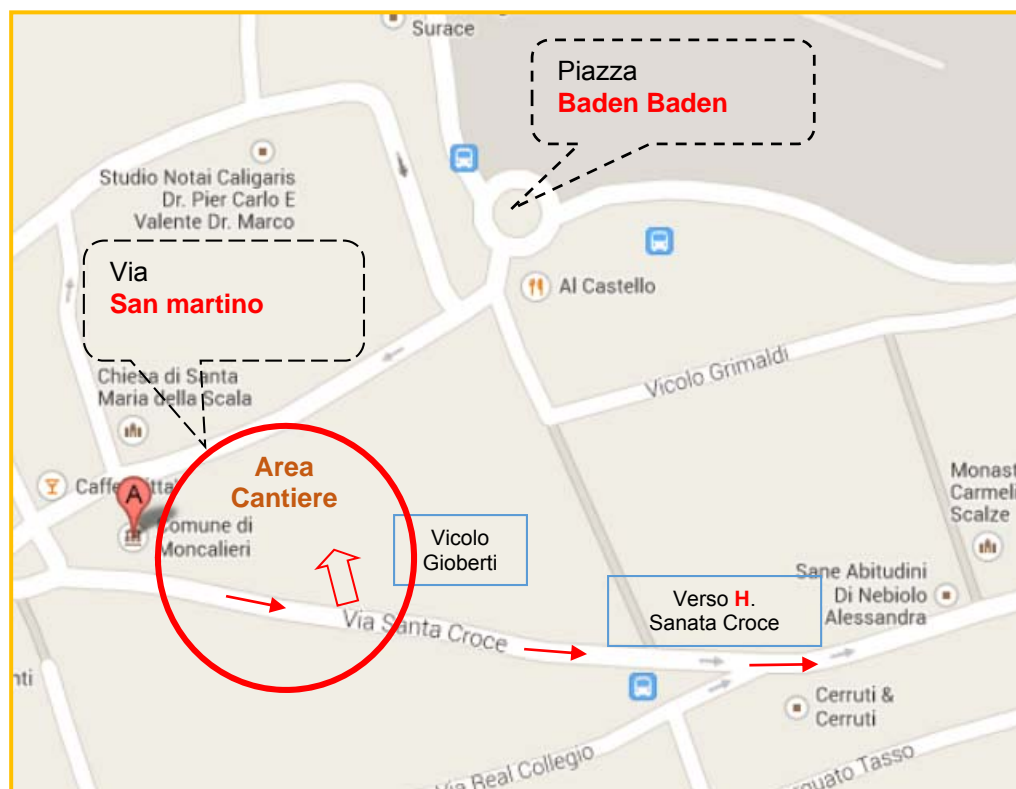 Surace
Piazza
Baden Baden
Studio Notai Caligaris
Dr. Pier Carlo E
Valente Dr. Marco
Via
San martino
Al Castello
Vicolo Grimaldi
Chiesa di Santa
Maria della Scala
Area
Cantiere
Caffe
A
Comune di
Moncalieri
Vicolo
Gioberti
Monast
Carmeli
Scalze
Sane Abitudini
Di Nebiolo
Alessandra
Verso H.
Sanata Croce
Via Santa Croce
nti
Cerruti &
Cerruti
Via Real Collegio
quato Tasso